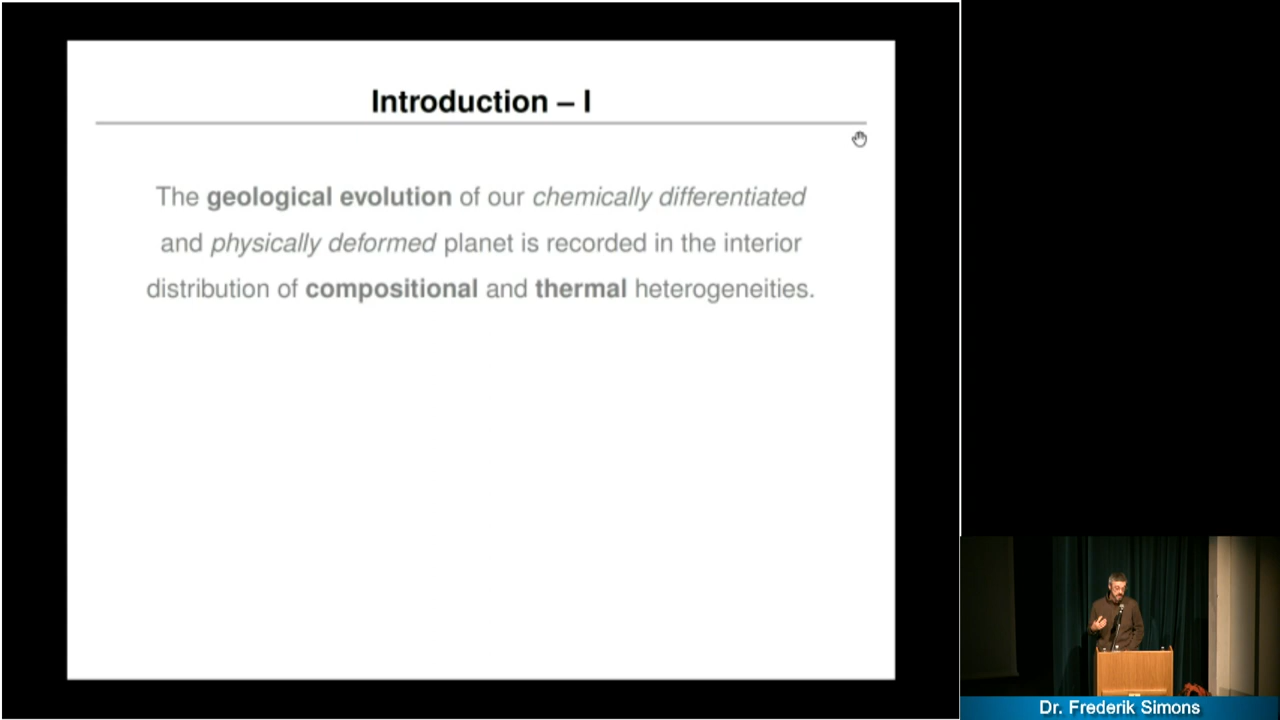 Introduction – I
The geological evolution of our chemically differentiated
and physically deformed planet is recorded in the interior
distribution of compositional and thermal heterogeneities.
Dr. Frederik Simons